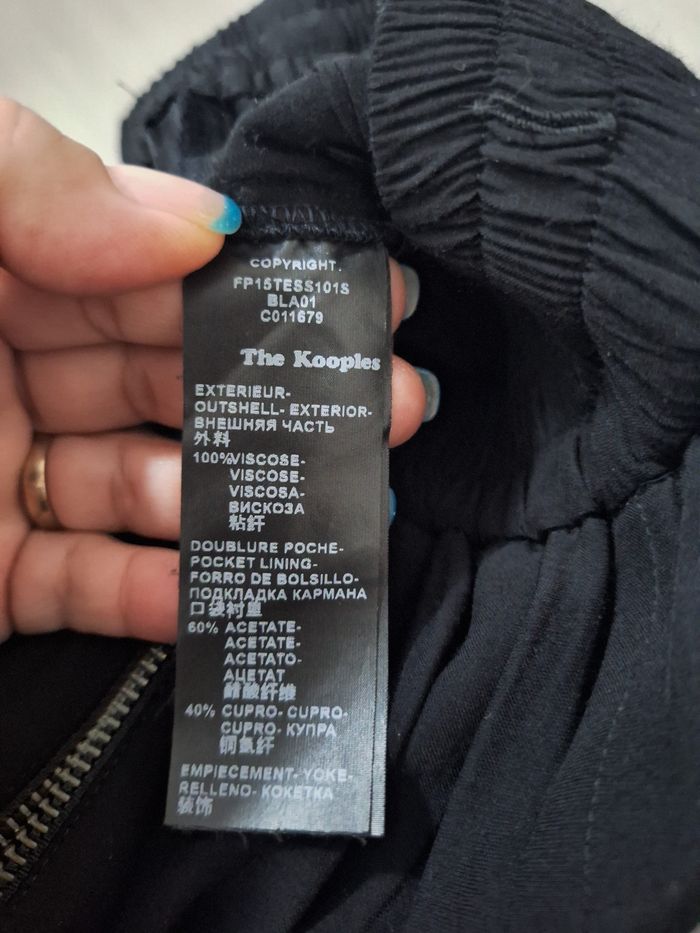 COPYRIGHT.
FP15TESS101S
BLA01
C011679
The Kooples
EXTERIEUR-
OUTSHELL- EXTERIOR-
ВНЕШНЯЯ ЧАСТЬ
外料
100%VISCOSE-
VISCOSE-
VISCOSA-
ВИСКОЗА
粘纤
DOUBLURE POCHE-
POCKET LINING-
FORRO DE BOLSILLO-
ПОДКЛАДКА КАРМАНА
口袋衬里
60% ACETATE-
ACETATE-
ACETATO-
АЦЕТАТ
醋酸纤维
40% CUPRO- CUPRO-
CUPRO- КУПРА
铜氨纤
EMPIECEMENT- YOKE-
RELLENO- КОКЕТКА
装饰